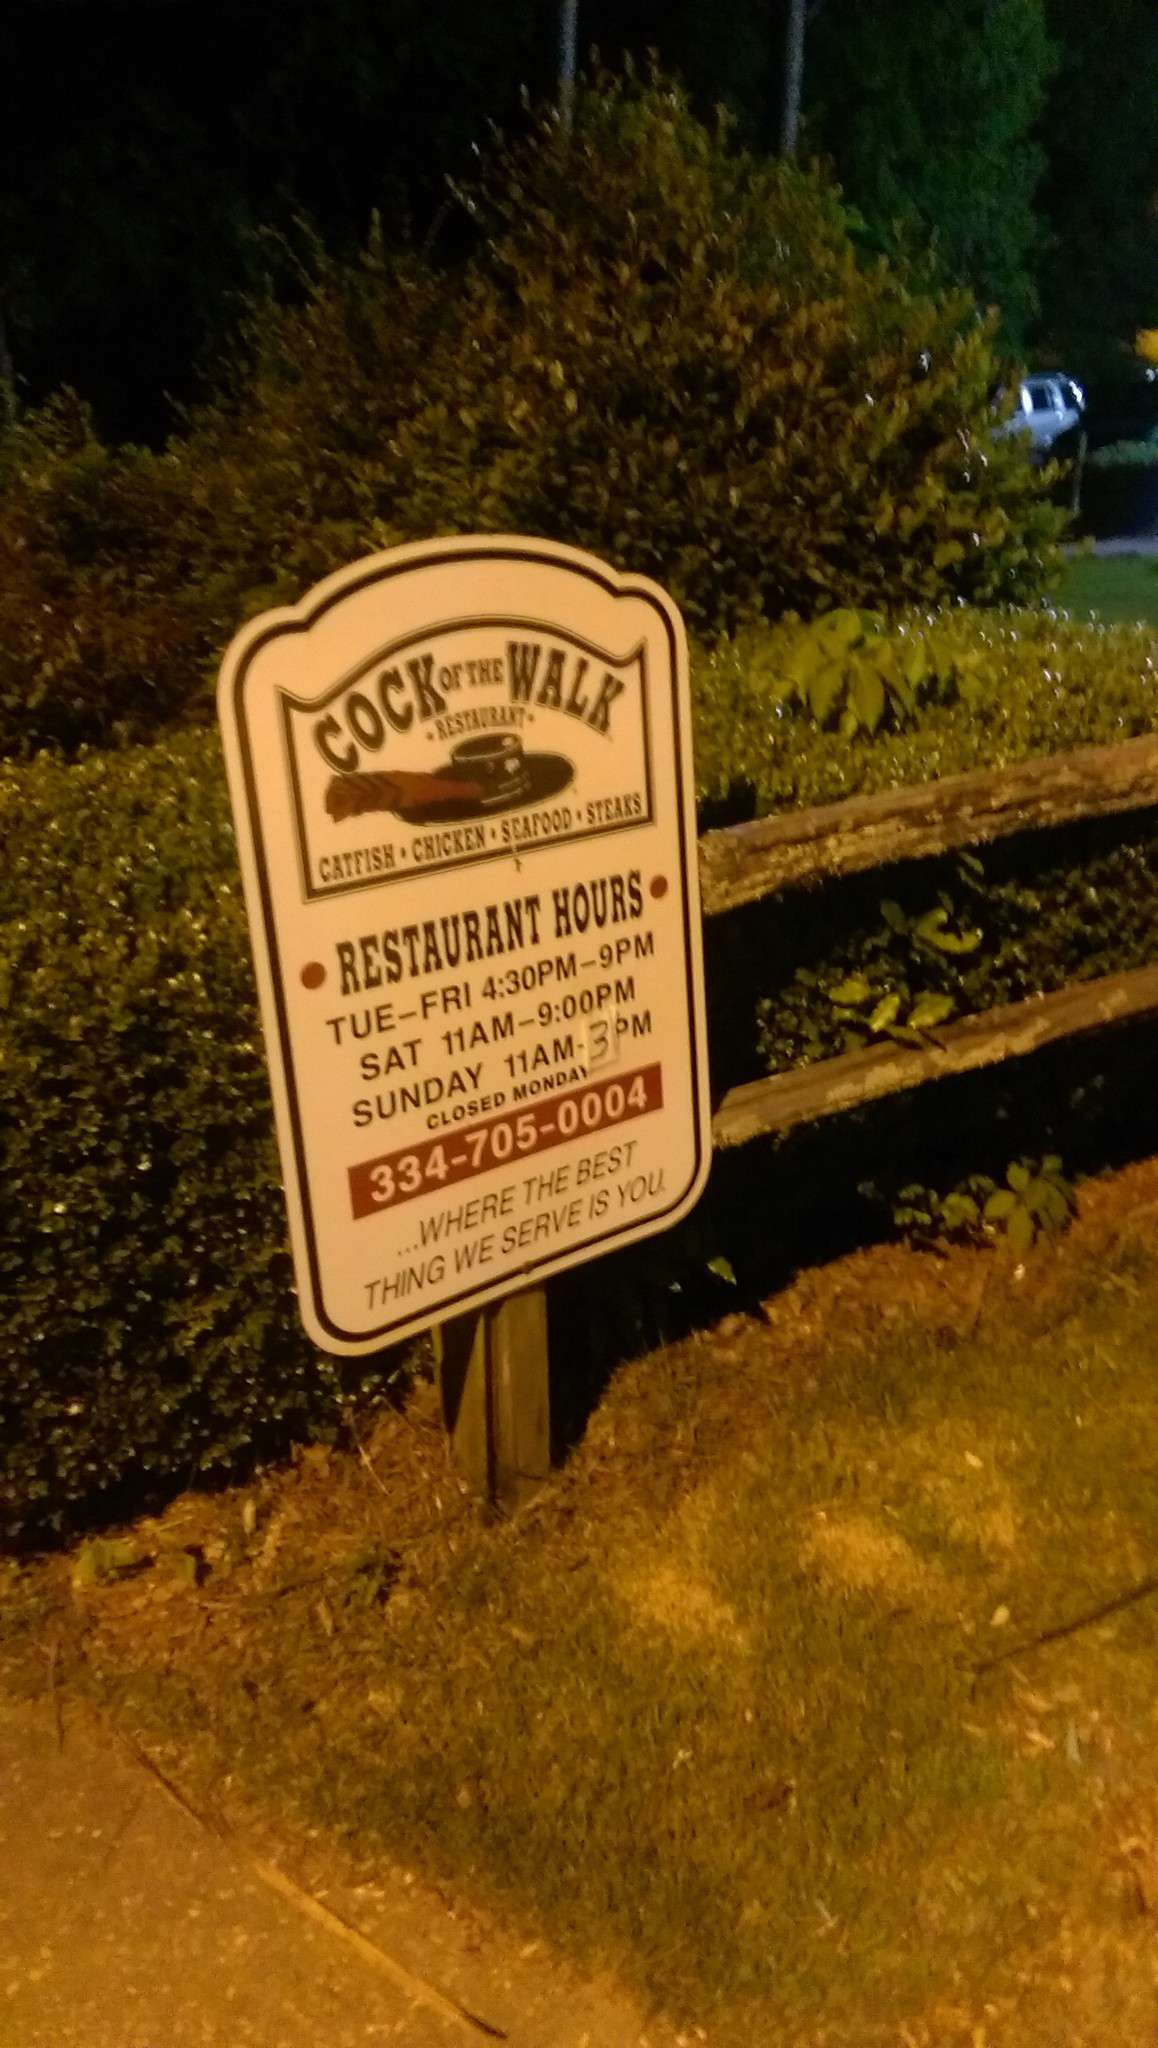 COCK OF THE WALK
• RESTAURANT •
CATFISH • CHICKEN • SEAFOOD • STEAKS
• RESTAURANT HOURS •
TUE-FRI 4:30PM-9PM
SAT 11AM-9:00PM
SUNDAY 11AM-3PM
CLOSED MONDAY
334-705-0004
...WHERE THE BEST
THING WE SERVE IS YOU.